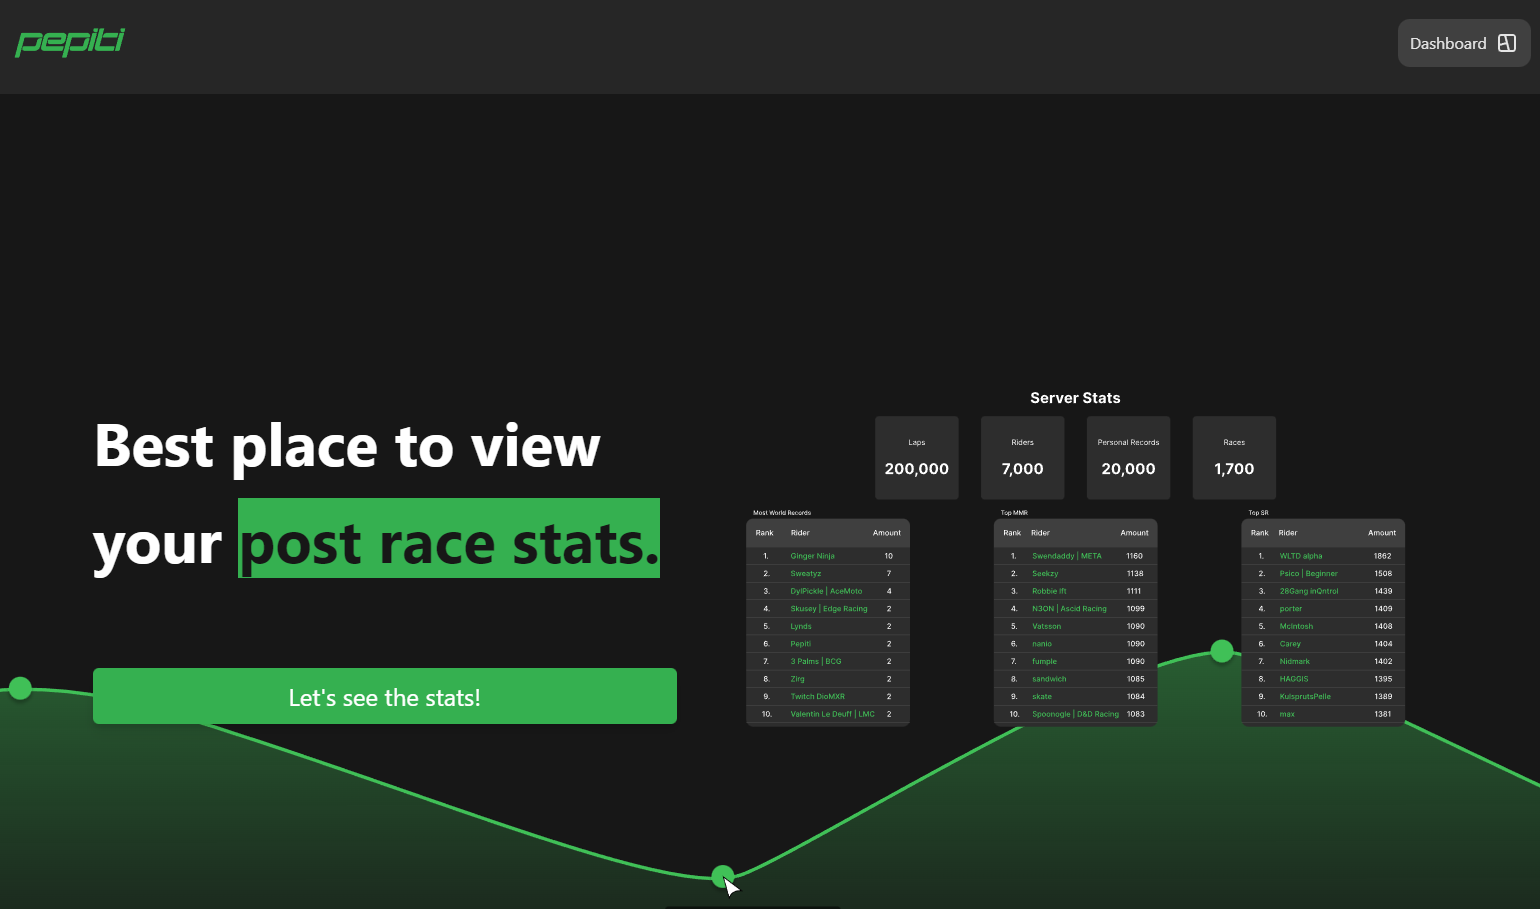 pepiti
Dashboard
Best place to view
your post race stats.
Let's see the stats!
Server Stats
Laps
200,000
Riders
7,000
Personal Records
20,000
Races
1,700
Most World Records
Rank Rider Amount
1. Ginger Ninja 10
2. Sweatyz 7
3. DylPickle | AceMoto 4
4. Skusey | Edge Racing 2
5. Lynds 2
6. Pepiti 2
7. 3 Palms | BCG 2
8. Zirg 2
9. Twitch DioMXR 2
10. Valentin Le Deuff | LMC 2
Top MMR
Rank Rider Amount
1. Swendaddy | META 1160
2. Seekzy 1138
3. Robbie lft 1111
4. N3ON | Ascid Racing 1099
5. Vatsson 1090
6. nanio 1090
7. fumple 1090
8. sandwich 1085
9. skate 1084
10. Spoonogle | D&D Racing 1083
Top SR
Rank Rider Amount
1. WLTD alpha 1862
2. Psico | Beginner 1508
3. 28Gang inQntrol 1439
4. porter 1409
5. McIntosh 1408
6. Carey 1404
7. Nidmark 1402
8. HAGGIS 1395
9. KulsprutsPelle 1389
10. max 1381